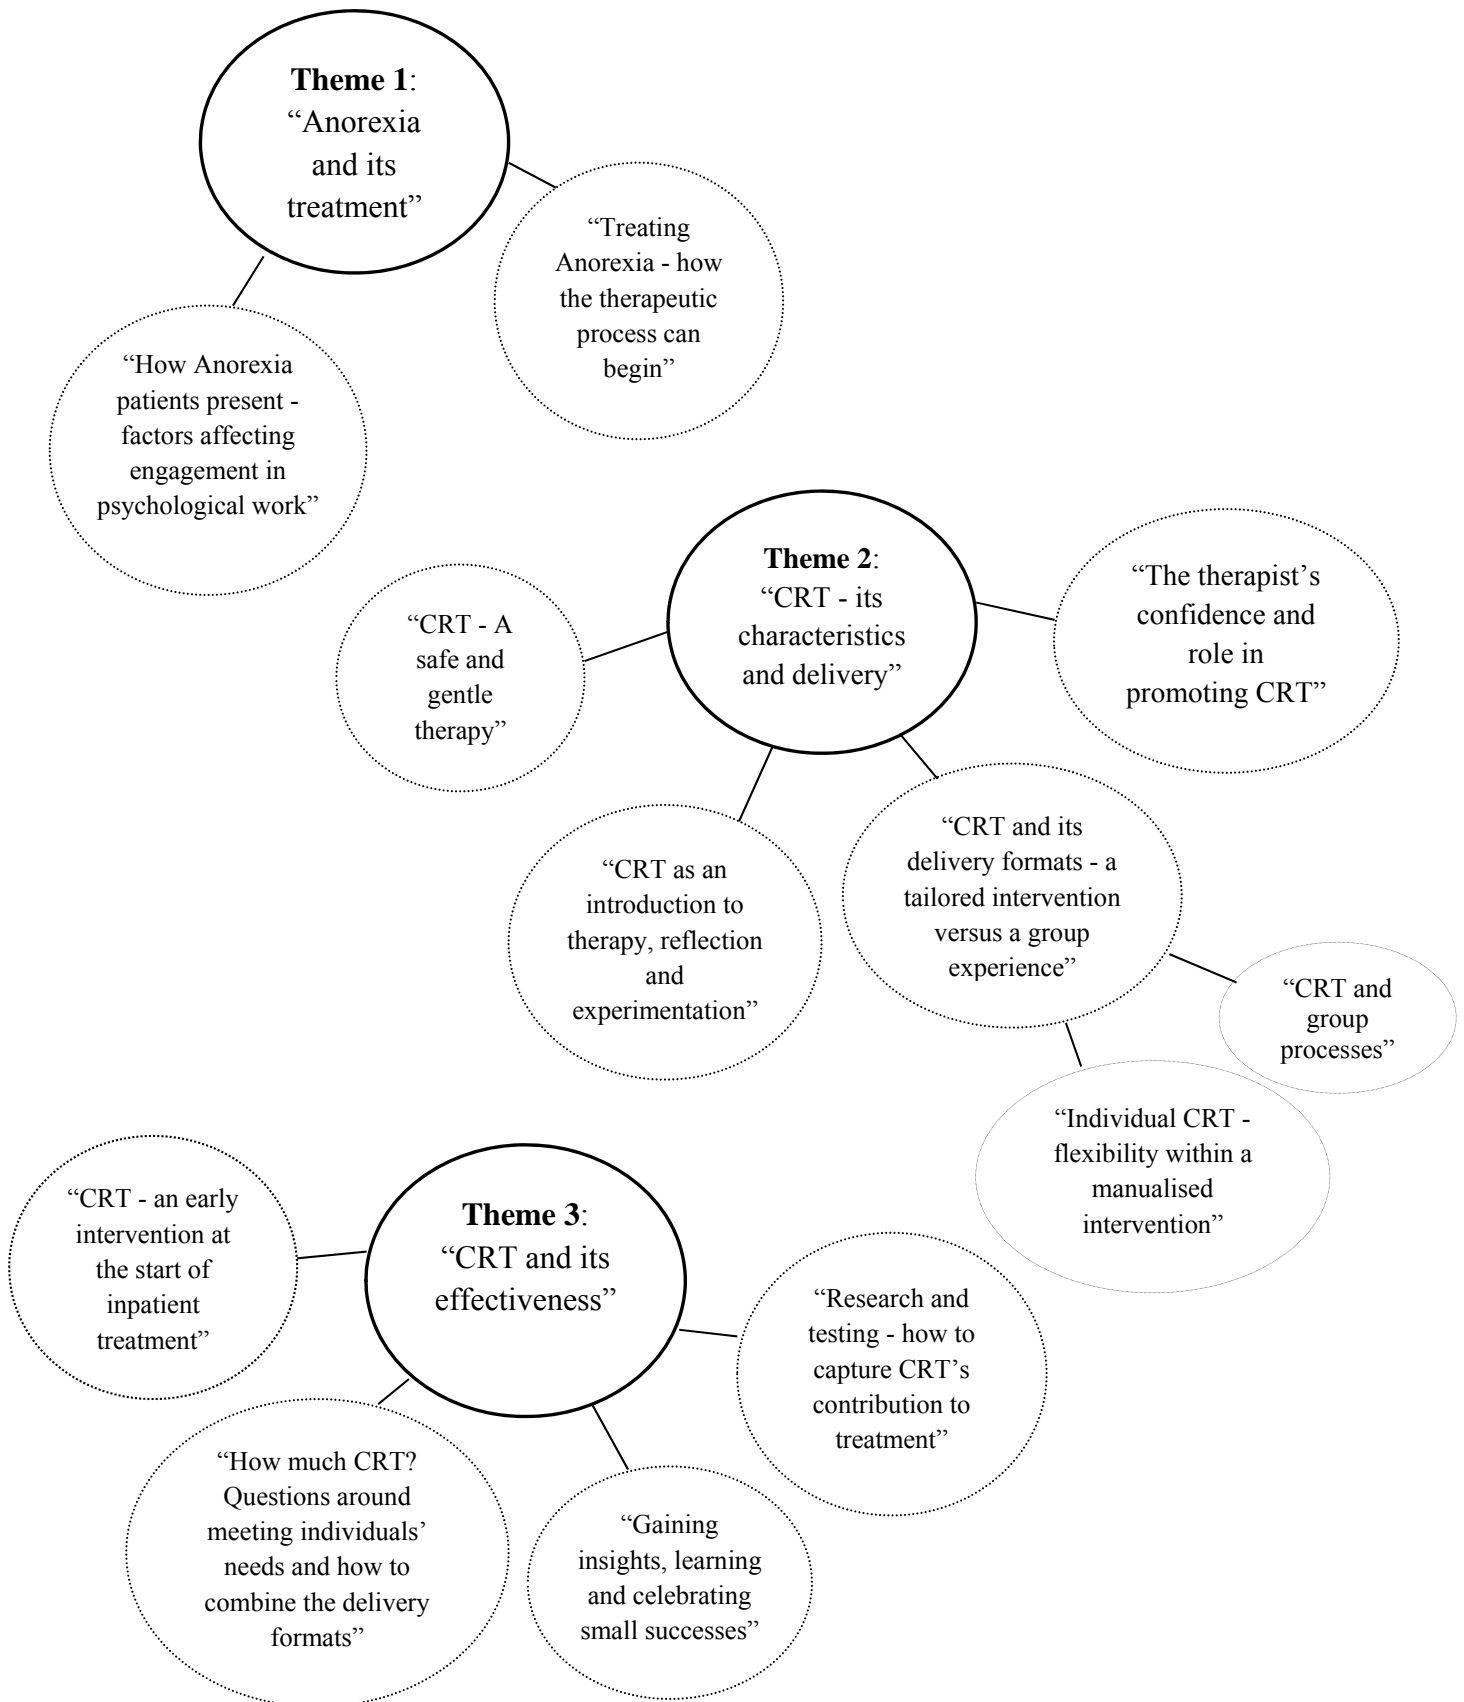 Theme 1:
“Anorexia
and its
treatment”
“Treating
Anorexia - how
the therapeutic
process can
begin”
“How Anorexia
patients present -
factors affecting
engagement in
psychological work”
Theme 2:
“CRT - its
characteristics
and delivery”
“The therapist’s
confidence and
role in
promoting CRT”
“CRT - A
safe and
gentle
therapy”
“CRT as an
introduction to
therapy, reflection
and
experimentation”
“CRT and its
delivery formats - a
tailored intervention
versus a group
experience”
“CRT and
group
processes”
“Individual CRT -
flexibility within a
manualised
intervention”
Theme 3:
“CRT and its
effectiveness”
“CRT - an early
intervention at
the start of
inpatient
treatment”
“Research and
testing - how to
capture CRT’s
contribution to
treatment”
“How much CRT?
Questions around
meeting individuals’
needs and how to
combine the delivery
formats”
“Gaining
insights, learning
and celebrating
small successes”